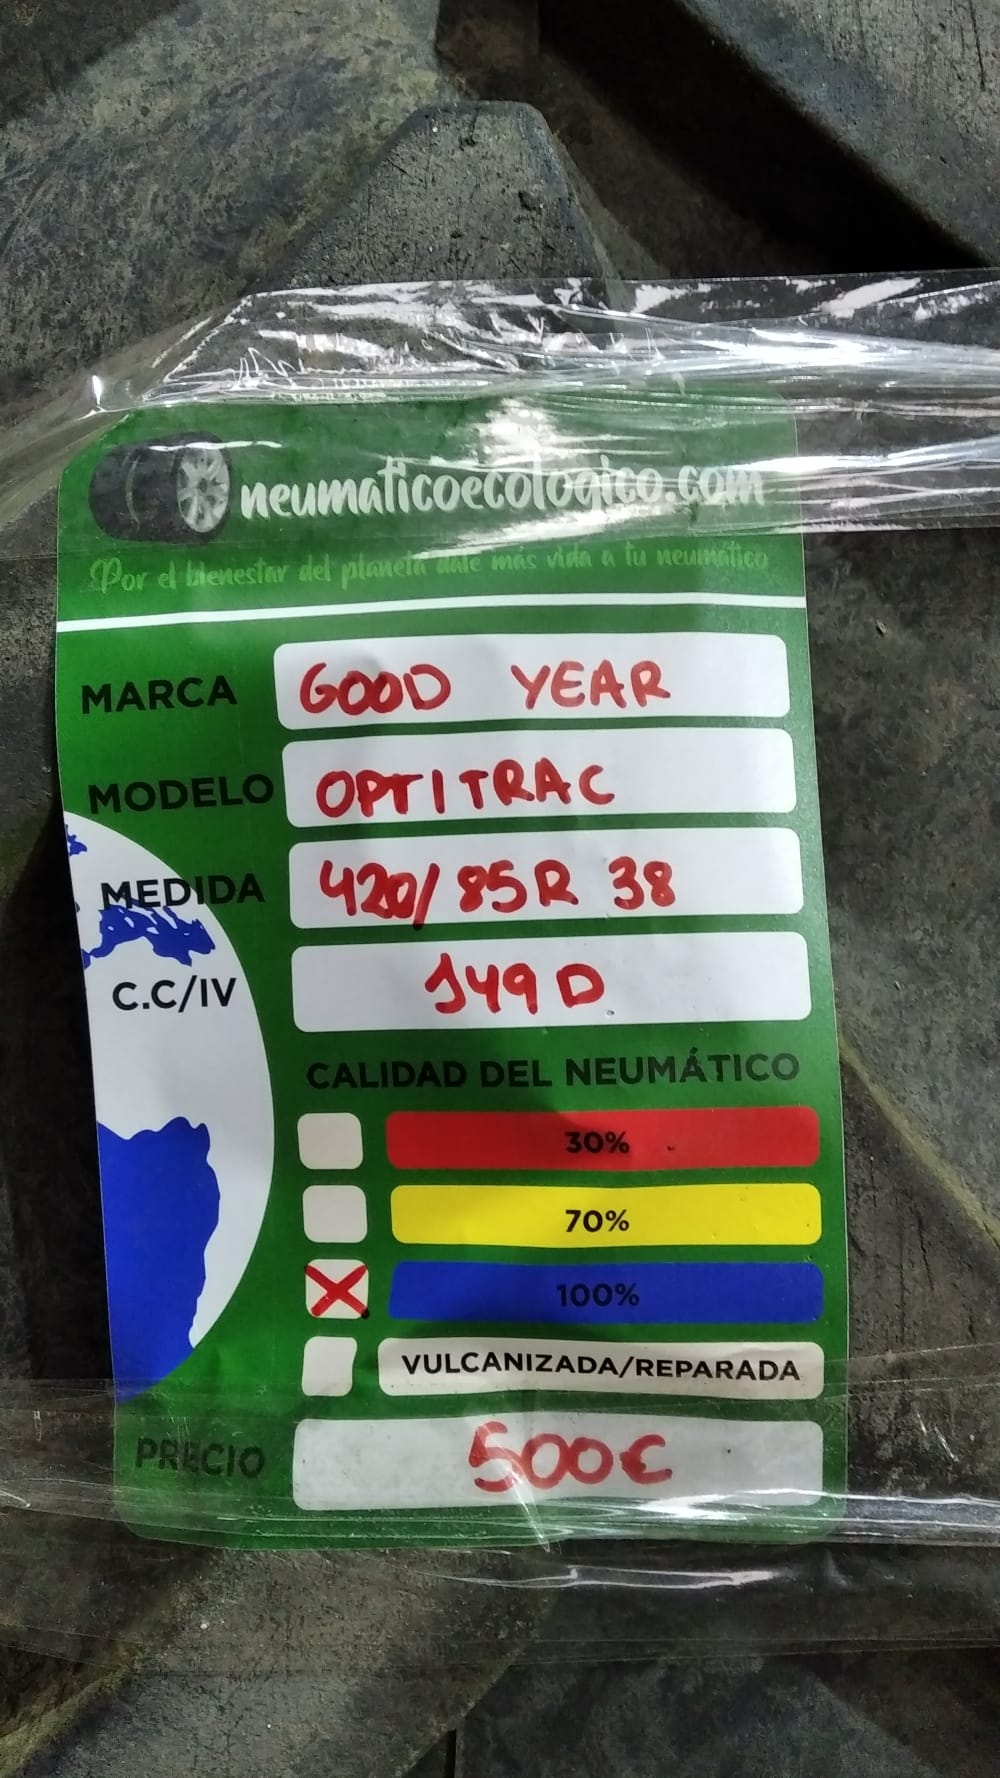 neumaticoecologico.com
Por el bienestar del planeta dale más vida a tu neumático
MARCA GOOD YEAR
MODELO OPTITRAC
MEDIDA 420/85R 38
C.C/IV 149D
CALIDAD DEL NEUMÁTICO
30%
70%
X 100%
VULCANIZADA/REPARADA
PRECIO 500€